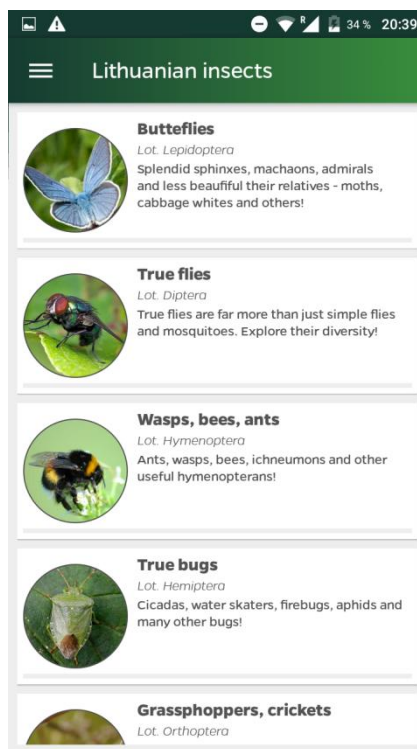 R 34 % 20:39
Lithuanian insects
Butteflies
Lot. Lepidoptera
Splendid sphinxes, machaons, admirals
and less beaufiful their relatives - moths,
cabbage whites and others!
True flies
Lot. Diptera
True flies are far more than just simple flies
and mosquitoes. Explore their diversity!
Wasps, bees, ants
Lot. Hymenoptera
Ants, wasps, bees, ichneumons and other
useful hymenopterans!
True bugs
Lot. Hemiptera
Cicadas, water skaters, firebugs, aphids and
many other bugs!
Grassphoppers, crickets
Lot. Orthoptera